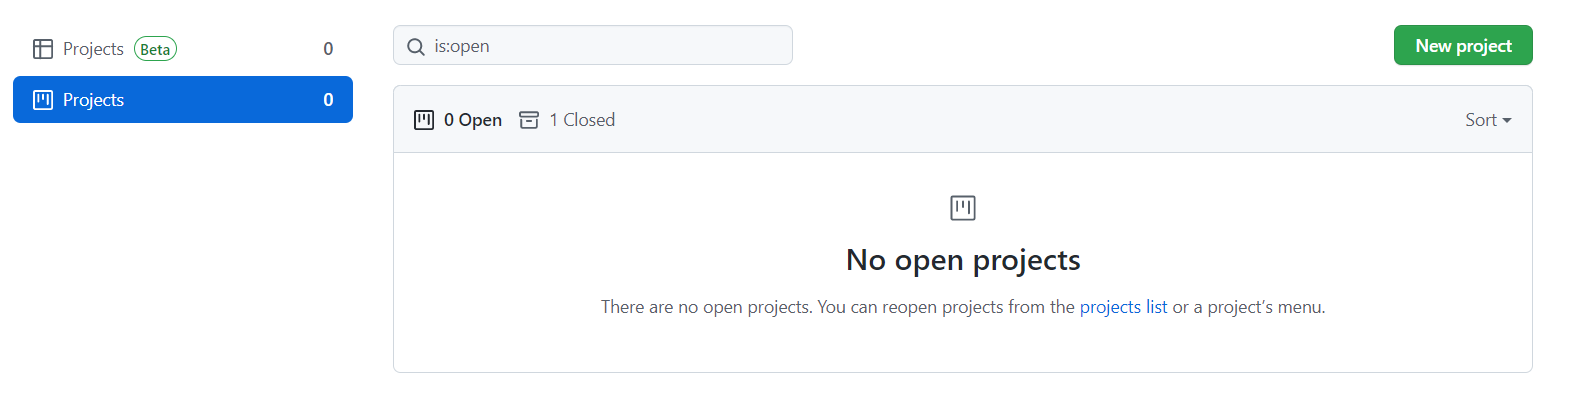 Projects Beta 0
Projects 0
is:open
New project
0 Open 1 Closed
Sort
No open projects
There are no open projects. You can reopen projects from the projects list or a project’s menu.